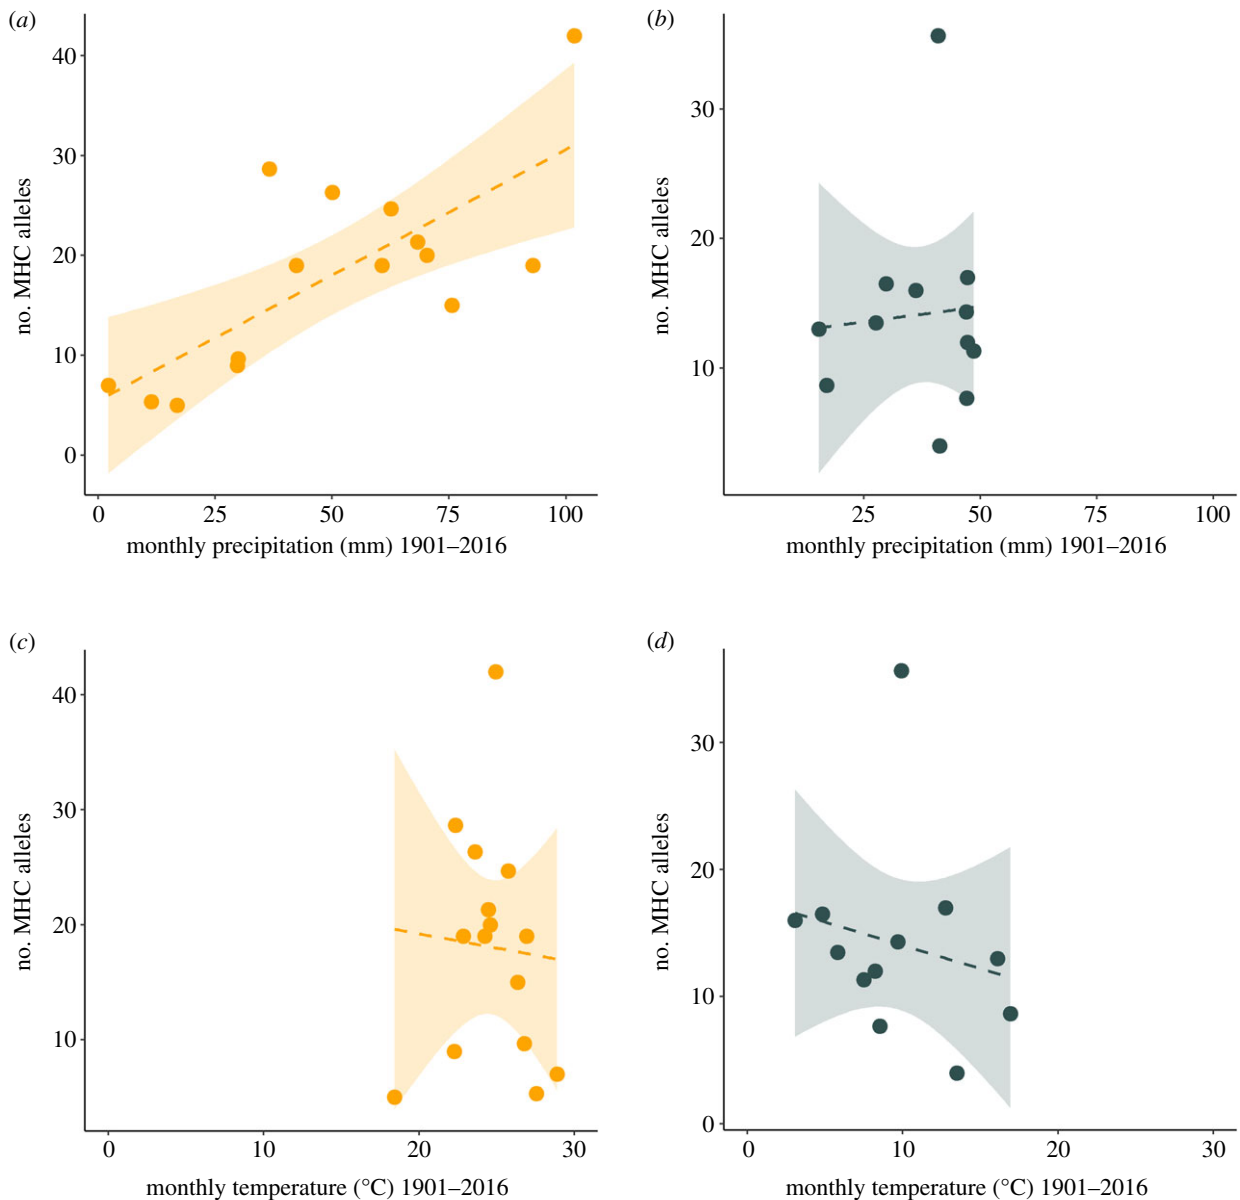 (a)
40
30
20
10
0
no. MHC alleles
0 25 50 75 100
monthly precipitation (mm) 1901–2016
(b)
30
20
10
no. MHC alleles
25 50 75 100
monthly precipitation (mm) 1901–2016
(c)
40
30
20
10
no. MHC alleles
0 10 20 30
monthly temperature (°C) 1901–2016
(d)
30
20
10
0
no. MHC alleles
0 10 20 30
monthly temperature (°C) 1901–2016